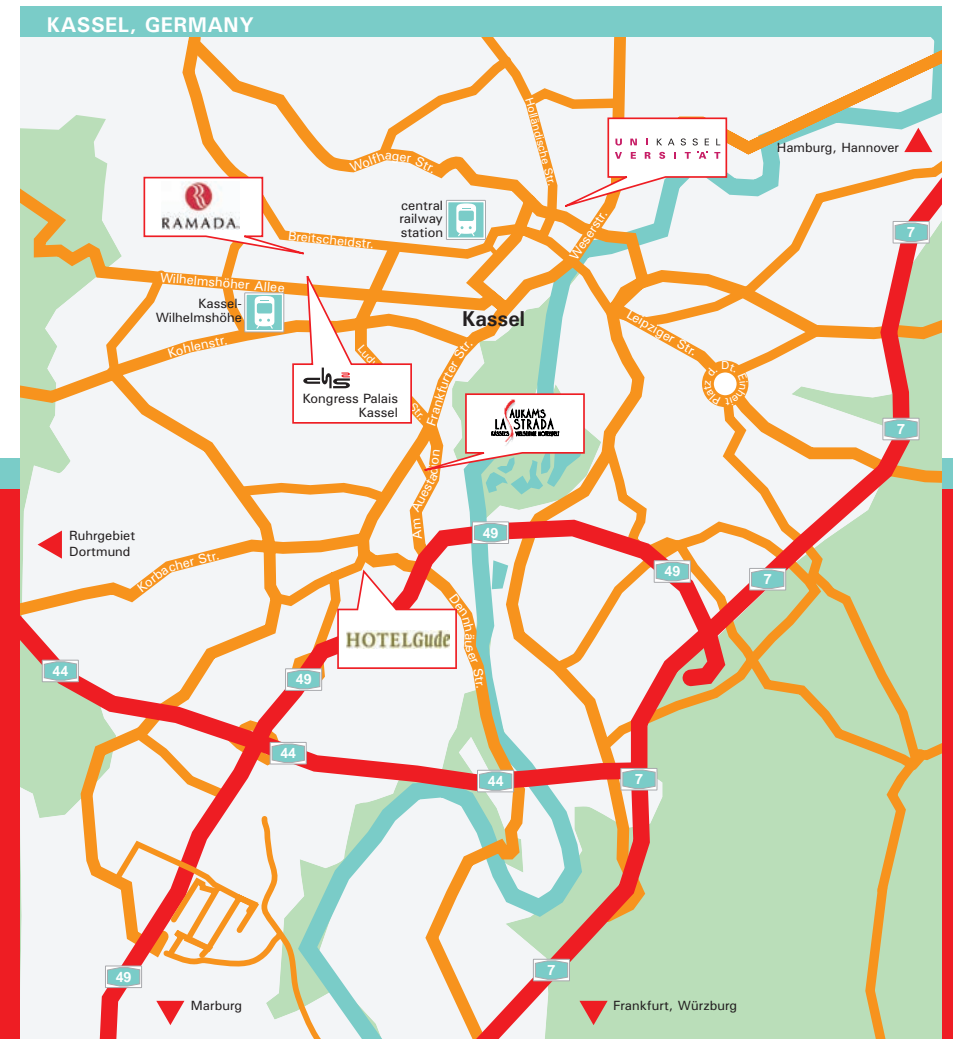 KASSEL, GERMANY
Holländische Str.
UNIKASSEL
VERSITÄT
Hamburg, Hannover
Wolfhager Str.
RAMADA
central
railway
station
Breitscheidstr.
Weserstr.
7
Wilhelmshöher Allee
Kassel-
Wilhelmshöhe
Kassel
Leipziger Str.
Kohlenstr.
Frankfurter Str.
Platz d. Dt. Einheit
chs
Kongress Palais
Kassel
Str.
AUKAMS
LA STRADA
7
Am Auestadion
49
Ruhrgebiet
Dortmund
Korbacher Str.
49
7
Dennhäuser Str.
HOTELGude
44
49
44
44
7
49
7
Marburg
Frankfurt, Würzburg